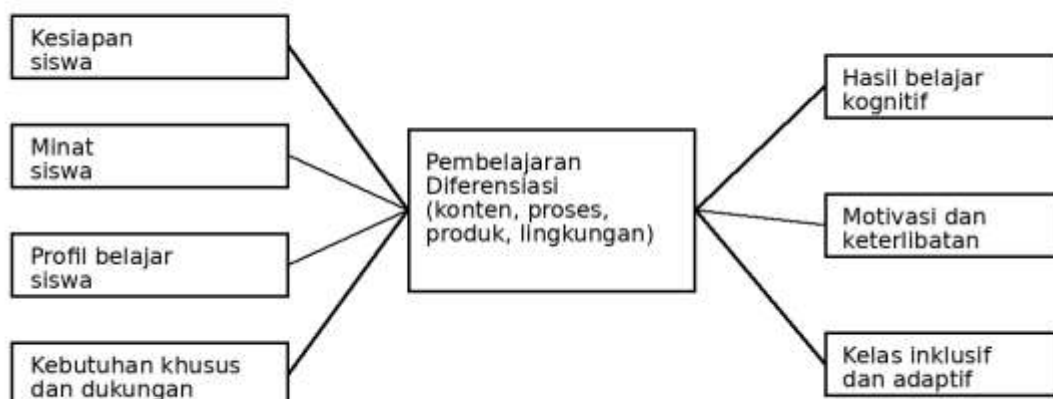 Kesiapan
siswa
Minat
siswa
Profil belajar
siswa
Kebutuhan khusus
dan dukungan
Pembelajaran
Diferensiasi
(konten, proses,
produk, lingkungan)
Hasil belajar
kognitif
Motivasi dan
keterlibatan
Kelas inklusif
dan adaptif